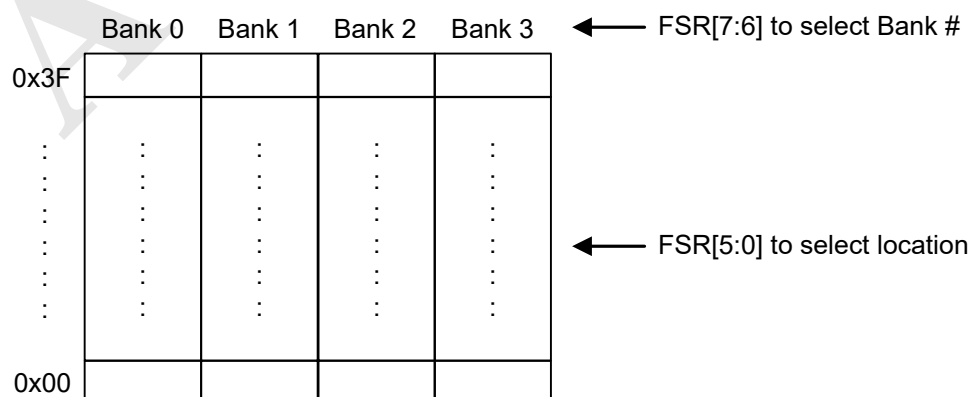 Bank 0 Bank 1 Bank 2 Bank 3 FSR[7:6] to select Bank #
0x3F
FSR[5:0] to select location
0x00